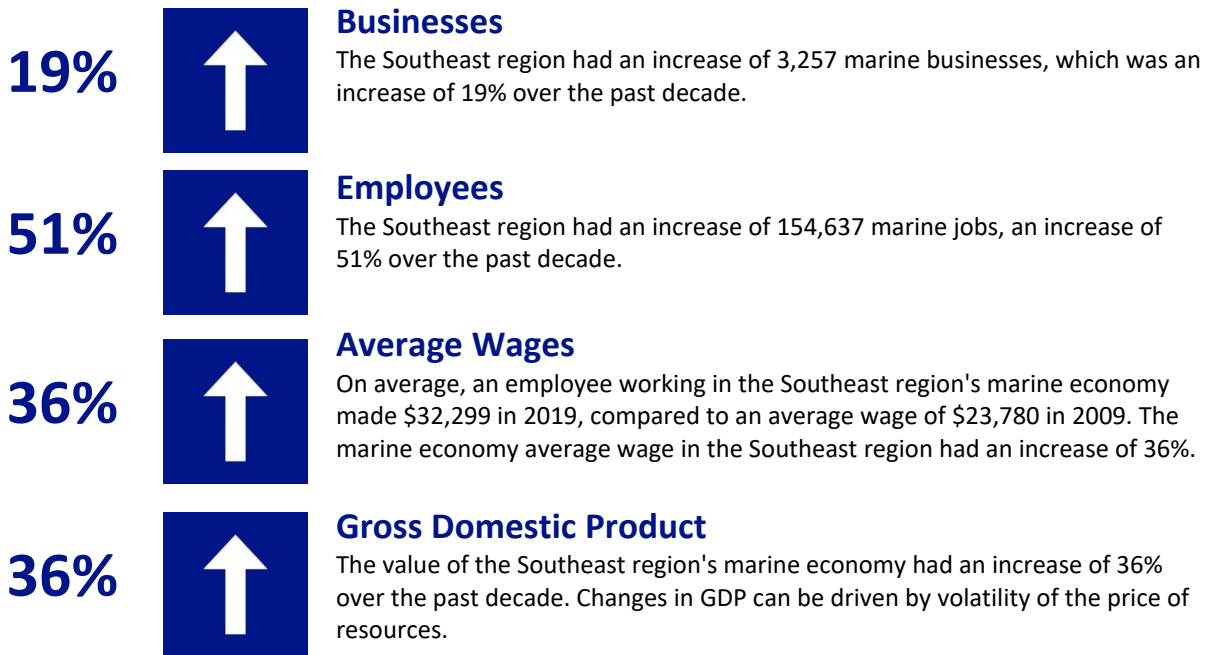 19%
Businesses
The Southeast region had an increase of 3,257 marine businesses, which was an
increase of 19% over the past decade.
51%
Employees
The Southeast region had an increase of 154,637 marine jobs, an increase of
51% over the past decade.
36%
Average Wages
On average, an employee working in the Southeast region's marine economy
made $32,299 in 2019, compared to an average wage of $23,780 in 2009. The
marine economy average wage in the Southeast region had an increase of 36%.
36%
Gross Domestic Product
The value of the Southeast region's marine economy had an increase of 36%
over the past decade. Changes in GDP can be driven by volatility of the price of
resources.